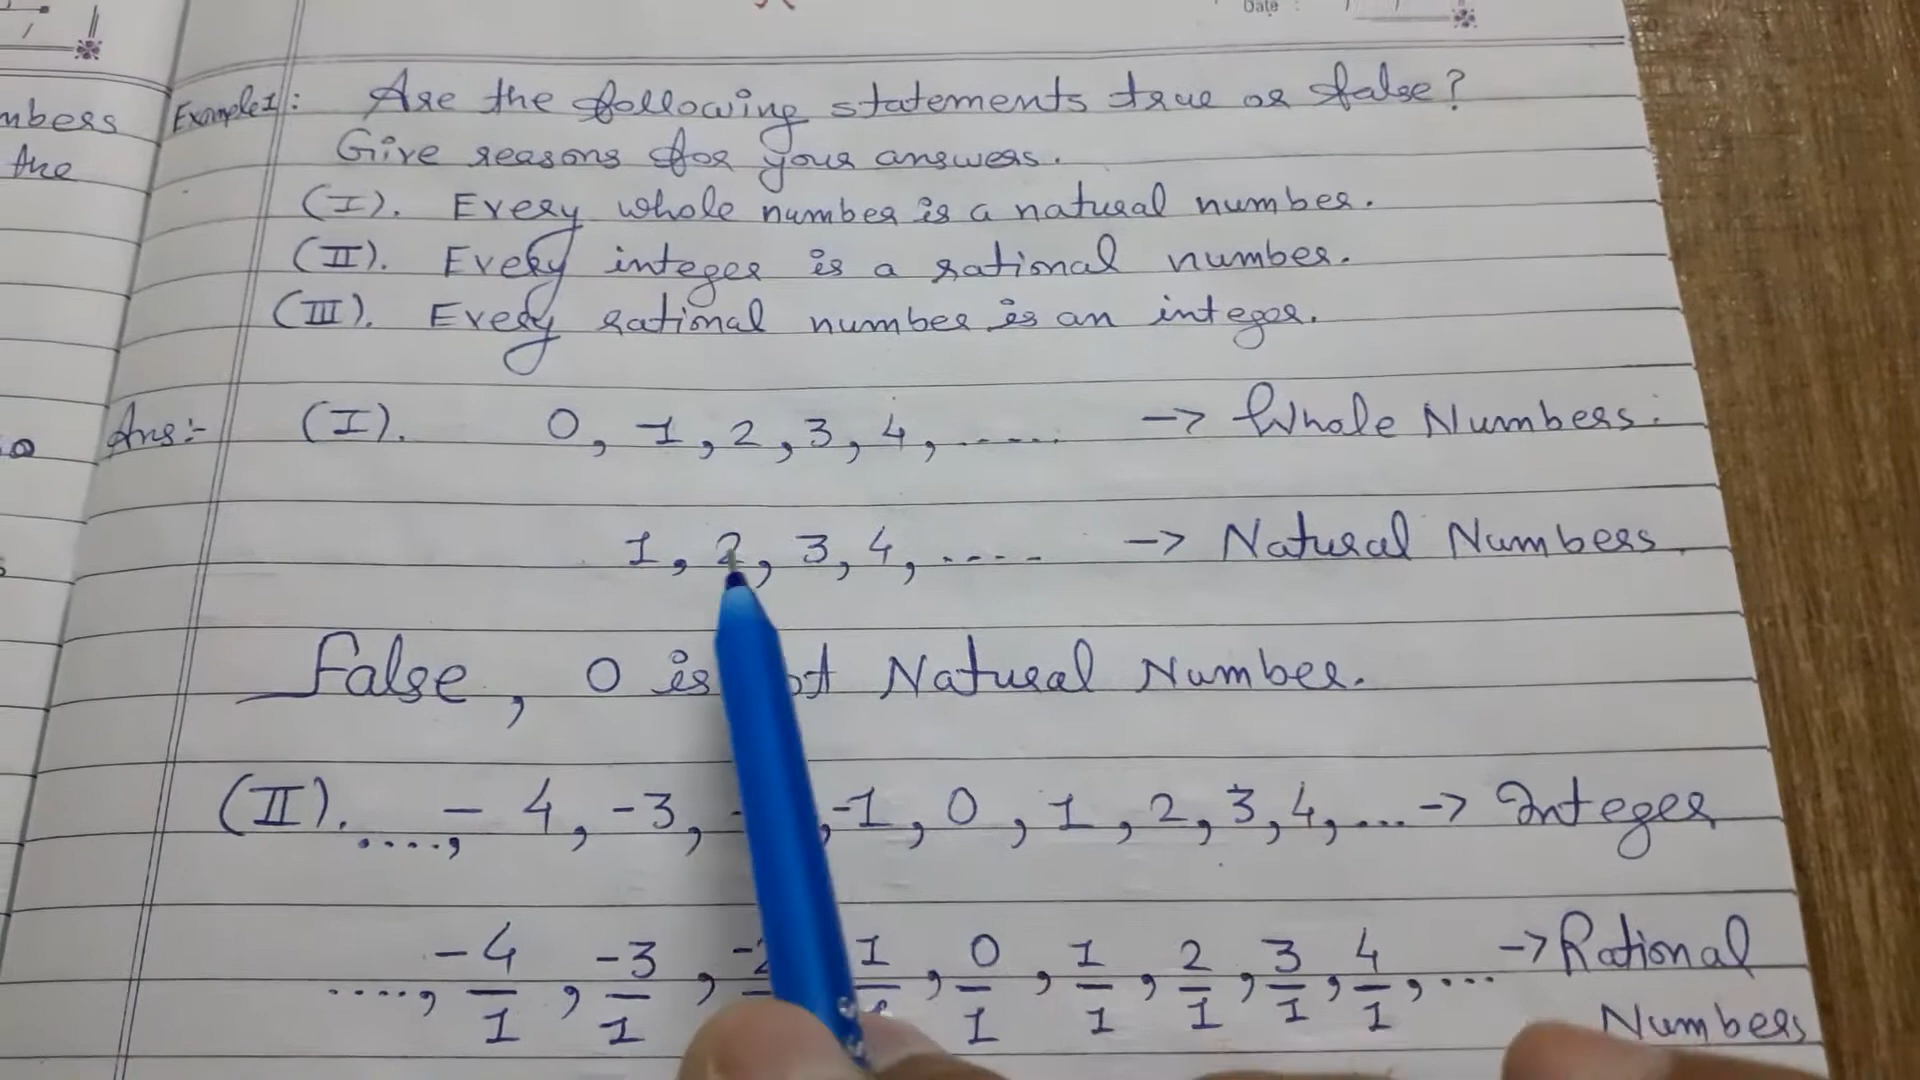 Date :
mbers
the
Example1: Are the following statements true or false?
Give reasons for your answers.
(I). Every whole number is a natural number.
(II). Every integer is a rational number.
(III). Every rational number is an integer.
Ans:- (I). 0, 1, 2, 3, 4, ..... -> Whole Numbers.
1, 2, 3, 4, .... -> Natural Numbers.
False, 0 is Natural Number.
(II). ...., -4, -3, -1, 0, 1, 2, 3, 4, ... -> Integer
...., -4/1, -3/1, 0/1, 1/1, 2/1, 3/1, 4/1, ... -> Rational
Numbers